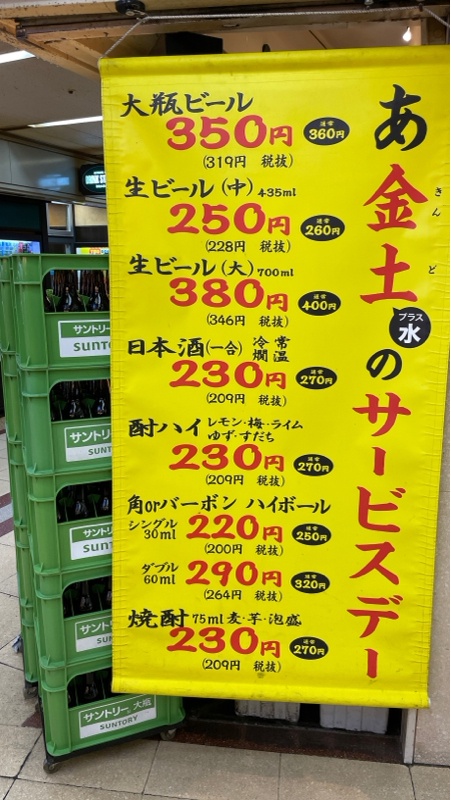 あ金土の
きん
ど
プラス
水
サービスデー
大瓶ビール
350円
通常
360円
(319円 税抜)
生ビール(中)435ml
250円
通常
260円
(228円 税抜)
生ビール(大)700ml
380円
通常
400円
(346円 税抜)
日本酒(一合)冷 常
燗 温
230円
通常
270円
(209円 税抜)
酎ハイ レモン・梅・ライム
ゆず・すだち
230円
通常
270円
(209円 税抜)
角orバーボン ハイボール
シングル
30ml
220円
通常
250円
(200円 税抜)
ダブル
60ml
290円
通常
320円
(264円 税抜)
焼酎 75ml 麦・芋・泡盛
230円
通常
270円
(209円 税抜)
サントリー
SUNT
サントリー
SUNT
サントリ
SUNT
サント
SUN
サントリー 大瓶
SUNTORY